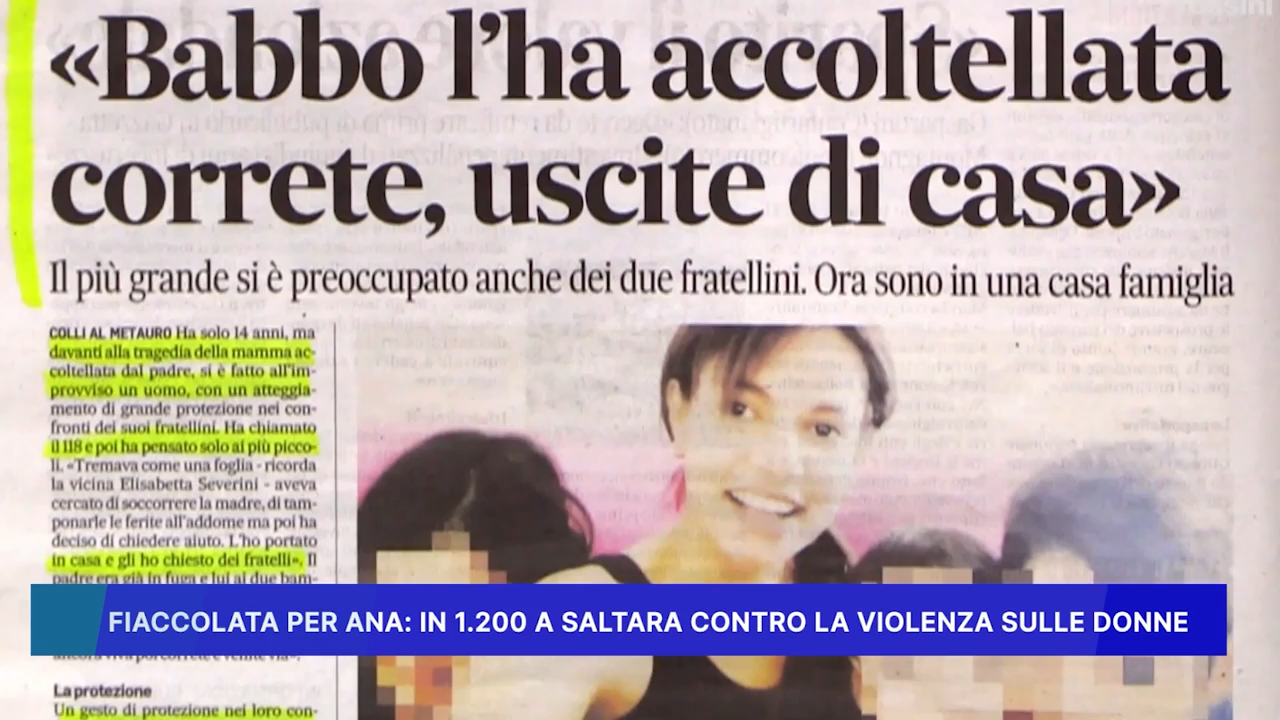 «Babbo l'ha accoltellata
correte, uscite di casa»
Il più grande si è preoccupato anche dei due fratellini. Ora sono in una casa famiglia
COLLI AL METAURO Ha solo 14 anni, ma
davanti alla tragedia della mamma ac-
coltellata dal padre, si è fatto all'im-
provviso un uomo, con un atteggia-
mento di grande protezione nei con-
fronti dei suoi fratellini. Ha chiamato
il 118 e poi ha pensato solo ai più picco-
li. «Tremava come una foglia - ricorda
la vicina Elisabetta Severini - aveva
cercato di soccorrere la madre, di tam-
ponarle le ferite all'addome ma poi ha
deciso di chiedere aiuto. L'ho portato
in casa e gli ho chiesto dei fratelli». Il
padre era già in fuga e lui ai due bam-
FIACCOLATA PER ANA: IN 1.200 A SALTARA CONTRO LA VIOLENZA SULLE DONNE
La protezione
Un gesto di protezione nei loro con-